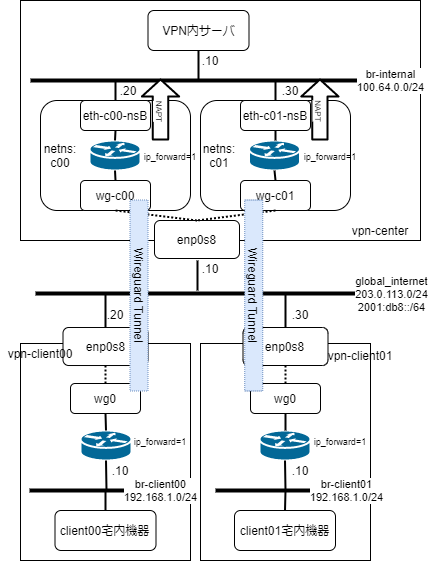 VPN内サーバ
.10
br-internal
100.64.0.0/24
.20
.30
NAPT
NAPT
eth-c00-nsB
eth-c01-nsB
netns:
c00
ip_forward=1
netns:
c01
ip_forward=1
wg-c00
wg-c01
enp0s8
vpn-center
.10
Wireguard Tunnel
Wireguard Tunnel
global_internet
203.0.113.0/24
2001:db8::/64
.20
.30
vpn-client00
enp0s8
enp0s8
vpn-client01
wg0
wg0
ip_forward=1
ip_forward=1
.10
.10
br-client00
192.168.1.0/24
br-client01
192.168.1.0/24
client00宅内機器
client01宅内機器